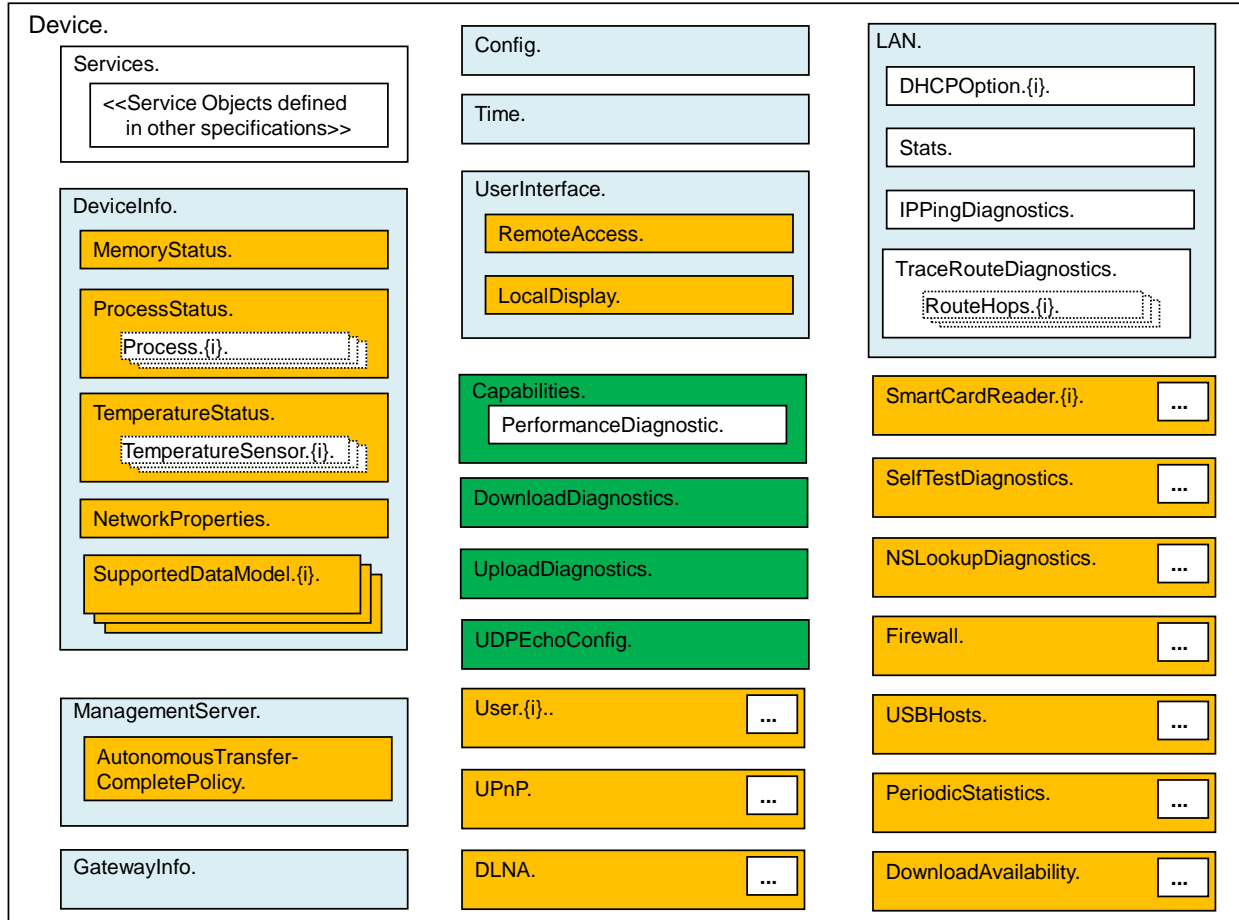 Device.
Services.
<<Service Objects defined
in other specifications>>
DeviceInfo.
MemoryStatus.
ProcessStatus.
Process.{i}.
TemperatureStatus.
TemperatureSensor.{i}.
NetworkProperties.
SupportedDataModel.{i}.
ManagementServer.
AutonomousTransfer-
CompletePolicy.
GatewayInfo.
Config.
Time.
UserInterface.
RemoteAccess.
LocalDisplay.
Capabilities.
PerformanceDiagnostic.
DownloadDiagnostics.
UploadDiagnostics.
UDPEchoConfig.
User.{i}.. ...
UPnP. ...
DLNA. ...
LAN.
DHCPOption.{i}.
Stats.
IPPingDiagnostics.
TraceRouteDiagnostics.
RouteHops.{i}.
SmartCardReader.{i}. ...
SelfTestDiagnostics. ...
NSLookupDiagnostics. ...
Firewall. ...
USBHosts. ...
PeriodicStatistics. ...
DownloadAvailability. ...